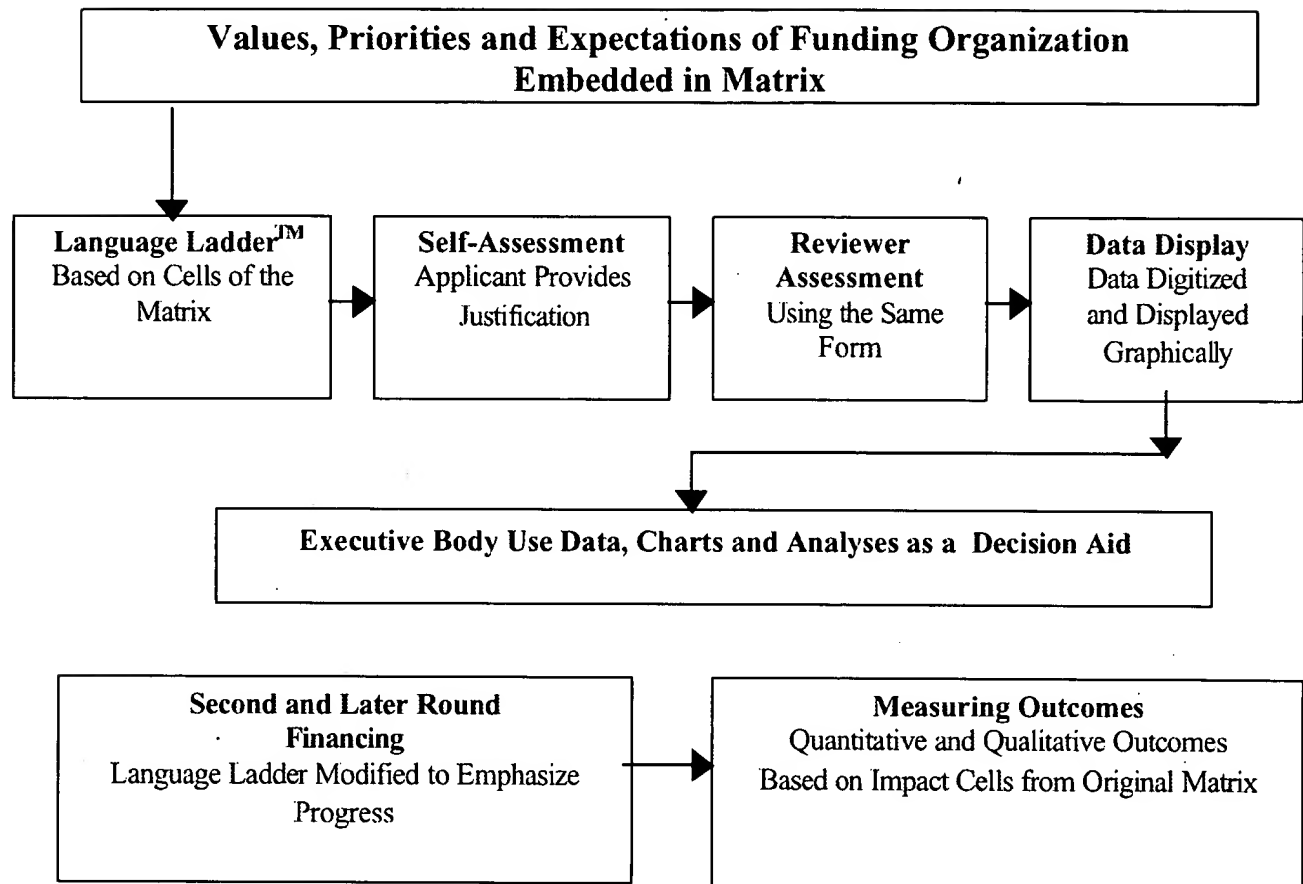 Values, Priorities and Expectations of Funding Organization
Embedded in Matrix
Language Ladder™
Based on Cells of the
Matrix
Self-Assessment
Applicant Provides
Justification
Reviewer
Assessment
Using the Same
Form
Data Display
Data Digitized
and Displayed
Graphically
Executive Body Use Data, Charts and Analyses as a Decision Aid
Second and Later Round
Financing
Language Ladder Modified to Emphasize
Progress
Measuring Outcomes
Quantitative and Qualitative Outcomes
Based on Impact Cells from Original Matrix